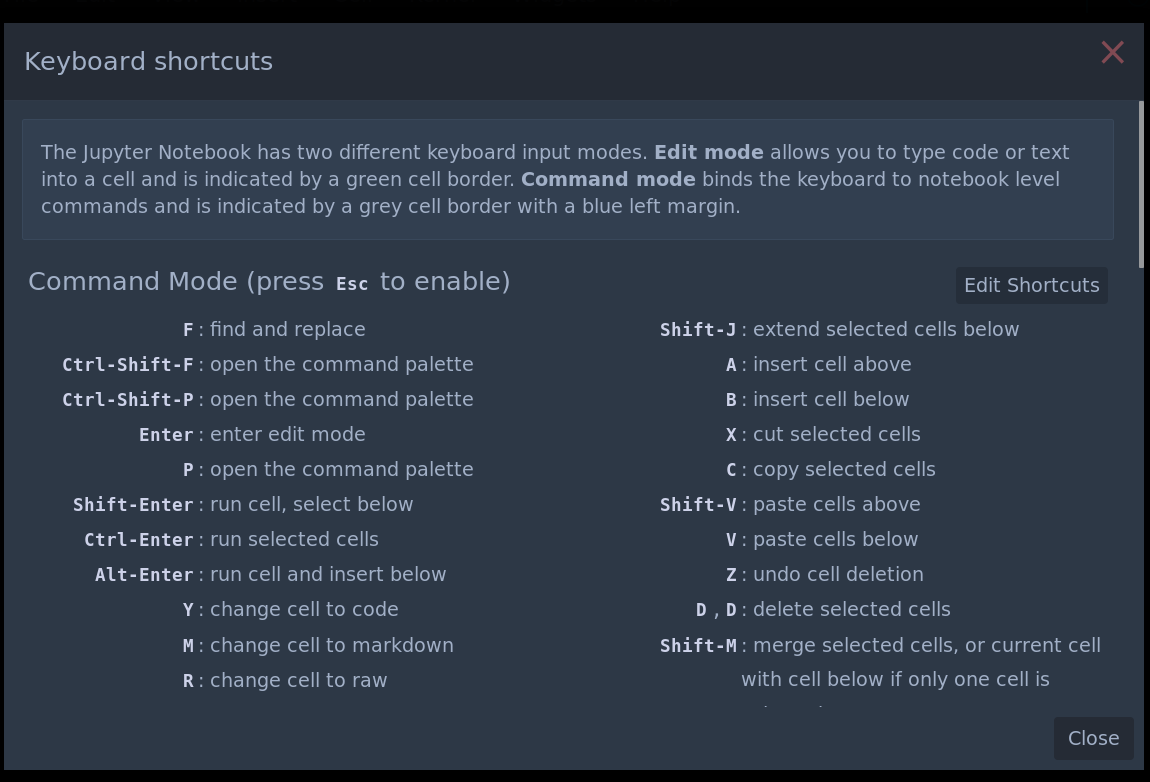 Keyboard shortcuts
The Jupyter Notebook has two different keyboard input modes. Edit mode allows you to type code or text
into a cell and is indicated by a green cell border. Command mode binds the keyboard to notebook level
commands and is indicated by a grey cell border with a blue left margin.
Command Mode (press Esc to enable)
Edit Shortcuts
F : find and replace
Ctrl-Shift-F : open the command palette
Ctrl-Shift-P : open the command palette
Enter : enter edit mode
P : open the command palette
Shift-Enter : run cell, select below
Ctrl-Enter : run selected cells
Alt-Enter : run cell and insert below
Y : change cell to code
M : change cell to markdown
R : change cell to raw
Shift-J : extend selected cells below
A : insert cell above
B : insert cell below
X : cut selected cells
C : copy selected cells
Shift-V : paste cells above
V : paste cells below
Z : undo cell deletion
D , D : delete selected cells
Shift-M : merge selected cells, or current cell
with cell below if only one cell is
Close